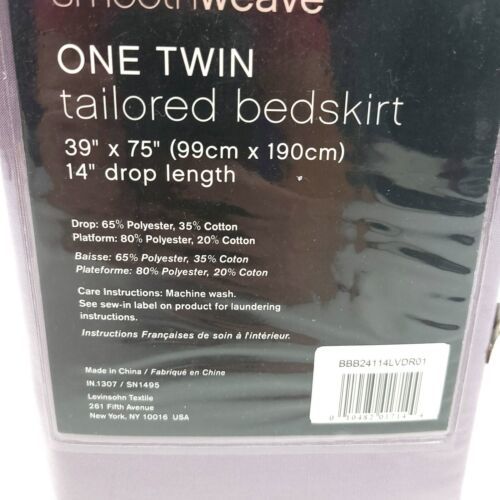 smoothweave
ONE TWIN
tailored bedskirt
39" x 75" (99cm x 190cm)
14" drop length
Drop: 65% Polyester, 35% Cotton
Platform: 80% Polyester, 20% Cotton
Baisse: 65% Polyester, 35% Coton
Plateforme: 80% Polyester, 20% Coton
Care Instructions: Machine wash.
See sew-in label on product for laundering
instructions.
Instructions Françaises de soin à l'intérieur.
Made in China / Fabriqué en Chine
IN.1307 / SN1495
Levinsohn Textile
261 Fifth Avenue
New York, NY 10016 USA
BBB24114LVDR01